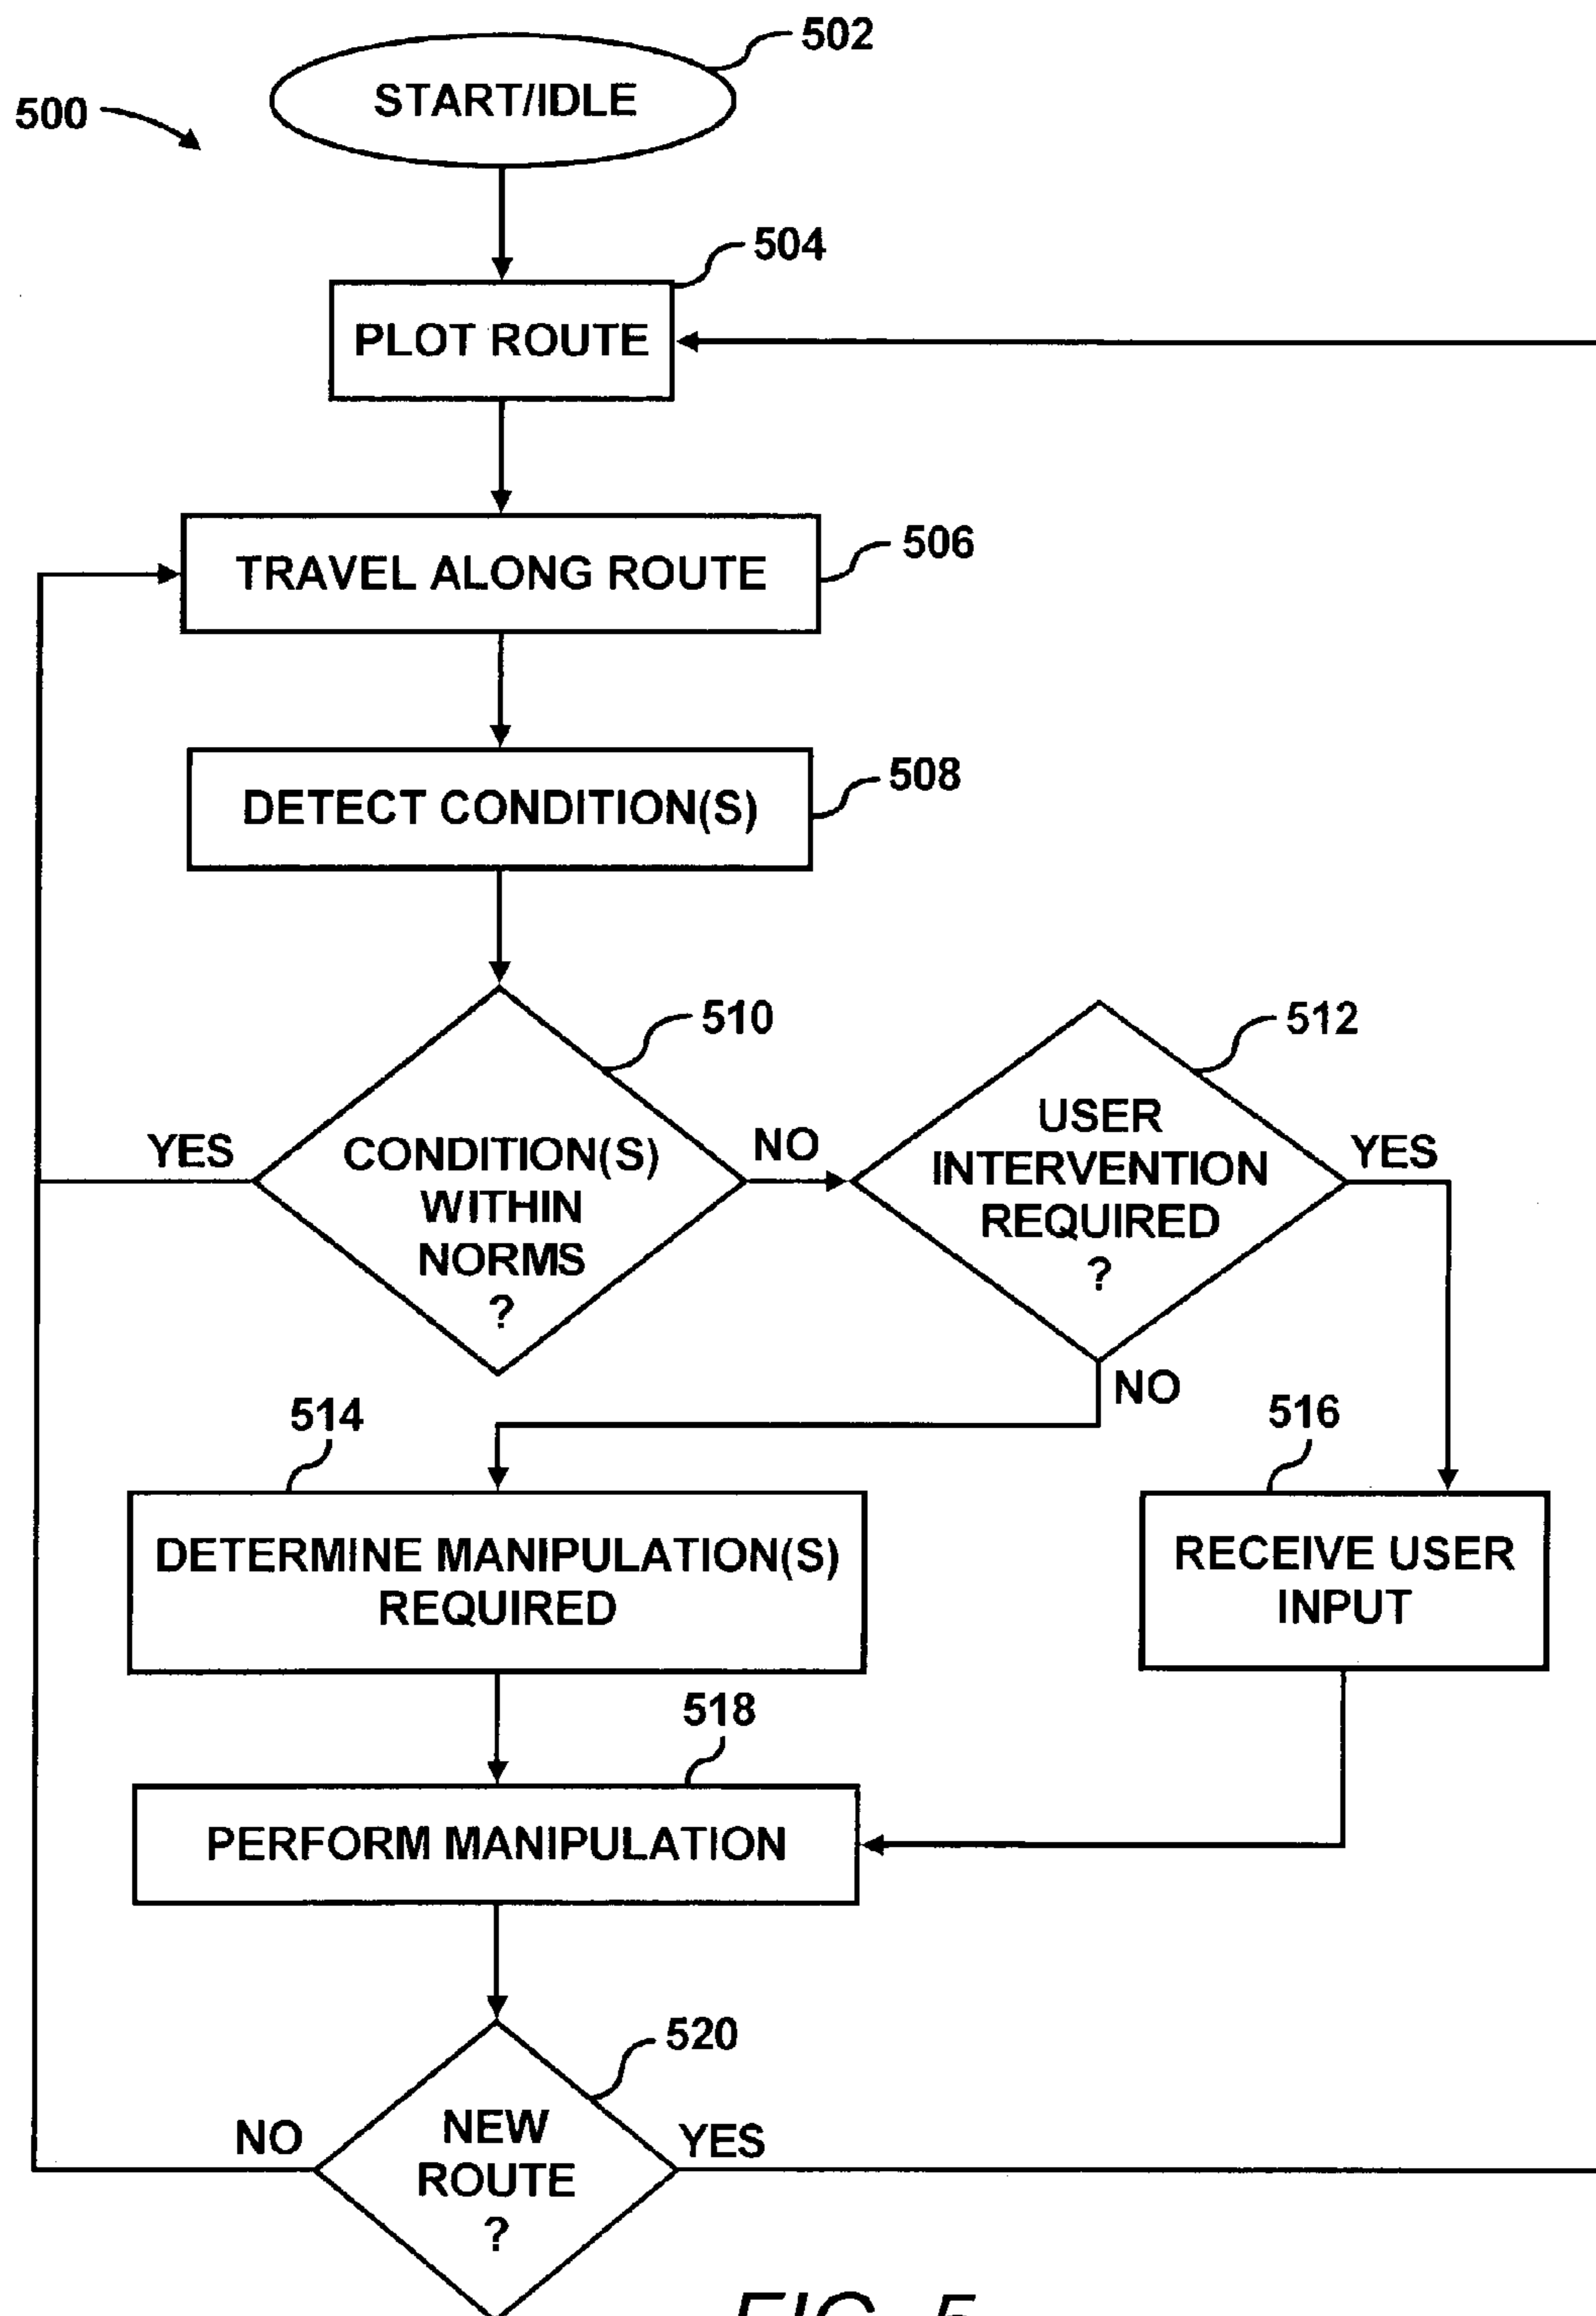 502
START/IDLE
500
504
PLOT ROUTE
506
TRAVEL ALONG ROUTE
508
DETECT CONDITION(S)
510
512
CONDITION(S)
WITHIN
NORMS
?
YES
NO
USER
INTERVENTION
REQUIRED
?
YES
NO
514
516
DETERMINE MANIPULATION(S)
REQUIRED
RECEIVE USER
INPUT
518
PERFORM MANIPULATION
520
NEW
ROUTE
?
NO
YES
FIG. 5